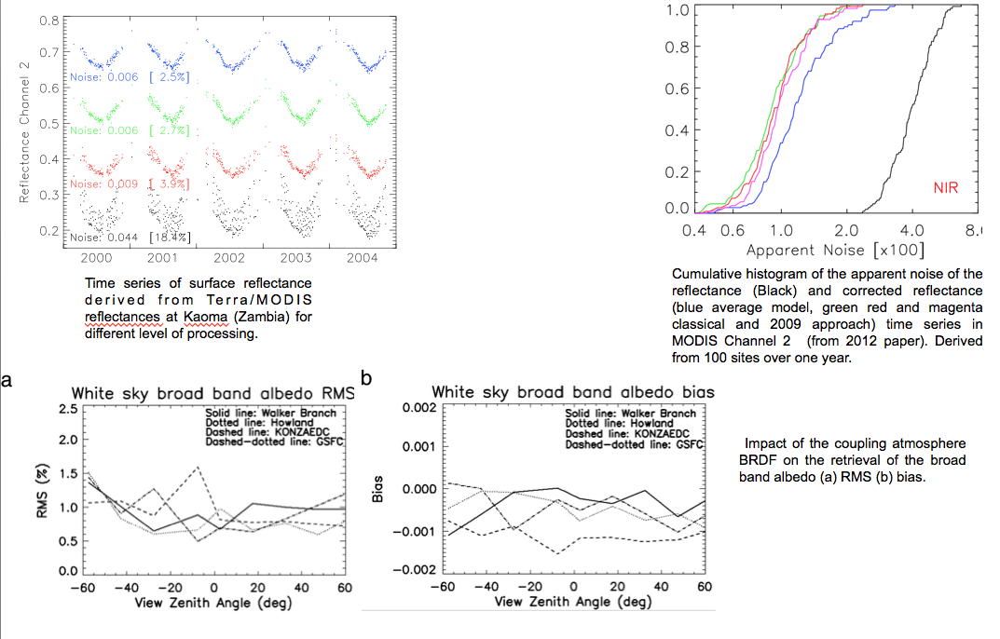 0.8
0.7
0.6
0.5
0.4
0.3
0.2
Reflectance Channel 2
Noise: 0.006 [ 2.5%]
Noise: 0.006 [ 2.7%]
Noise: 0.009 [ 3.9%]
Noise: 0.044 [18.4%]
2000 2001 2002 2003 2004
Time series of surface reflectance
derived from Terra/MODIS
reflectances at Kaoma (Zambia) for
different level of processing.
1.0
0.8
0.6
0.4
0.2
0.0
NIR
0.4 0.6 1.0 2.0 4.0 8.
Apparent Noise [x100]
Cumulative histogram of the apparent noise of the
reflectance (Black) and corrected reflectance
(blue average model, green red and magenta
classical and 2009 approach) time series in
MODIS Channel 2 (from 2012 paper). Derived
from 100 sites over one year.
a
White sky broad band albedo RMS
2.5
2.0
1.5
1.0
0.5
0.0
RMS (%)
Solid line: Walker Branch
Dotted line: Howland
Dashed line: KONZAEDC
Dashed-dotted line: GSFC
-60 -40 -20 0 20 40 60
View Zenith Angle (deg)
b
White sky broad band albedo bias
0.002
0.001
0.000
-0.001
-0.002
Bias
Solid line: Walker Branch
Dotted line: Howland
Dashed line: KONZAEDC
Dashed-dotted line: GSFC
-60 -40 -20 0 20 40 60
View Zenith Angle (deg)
Impact of the coupling atmosphere
BRDF on the retrieval of the broad
band albedo (a) RMS (b) bias.